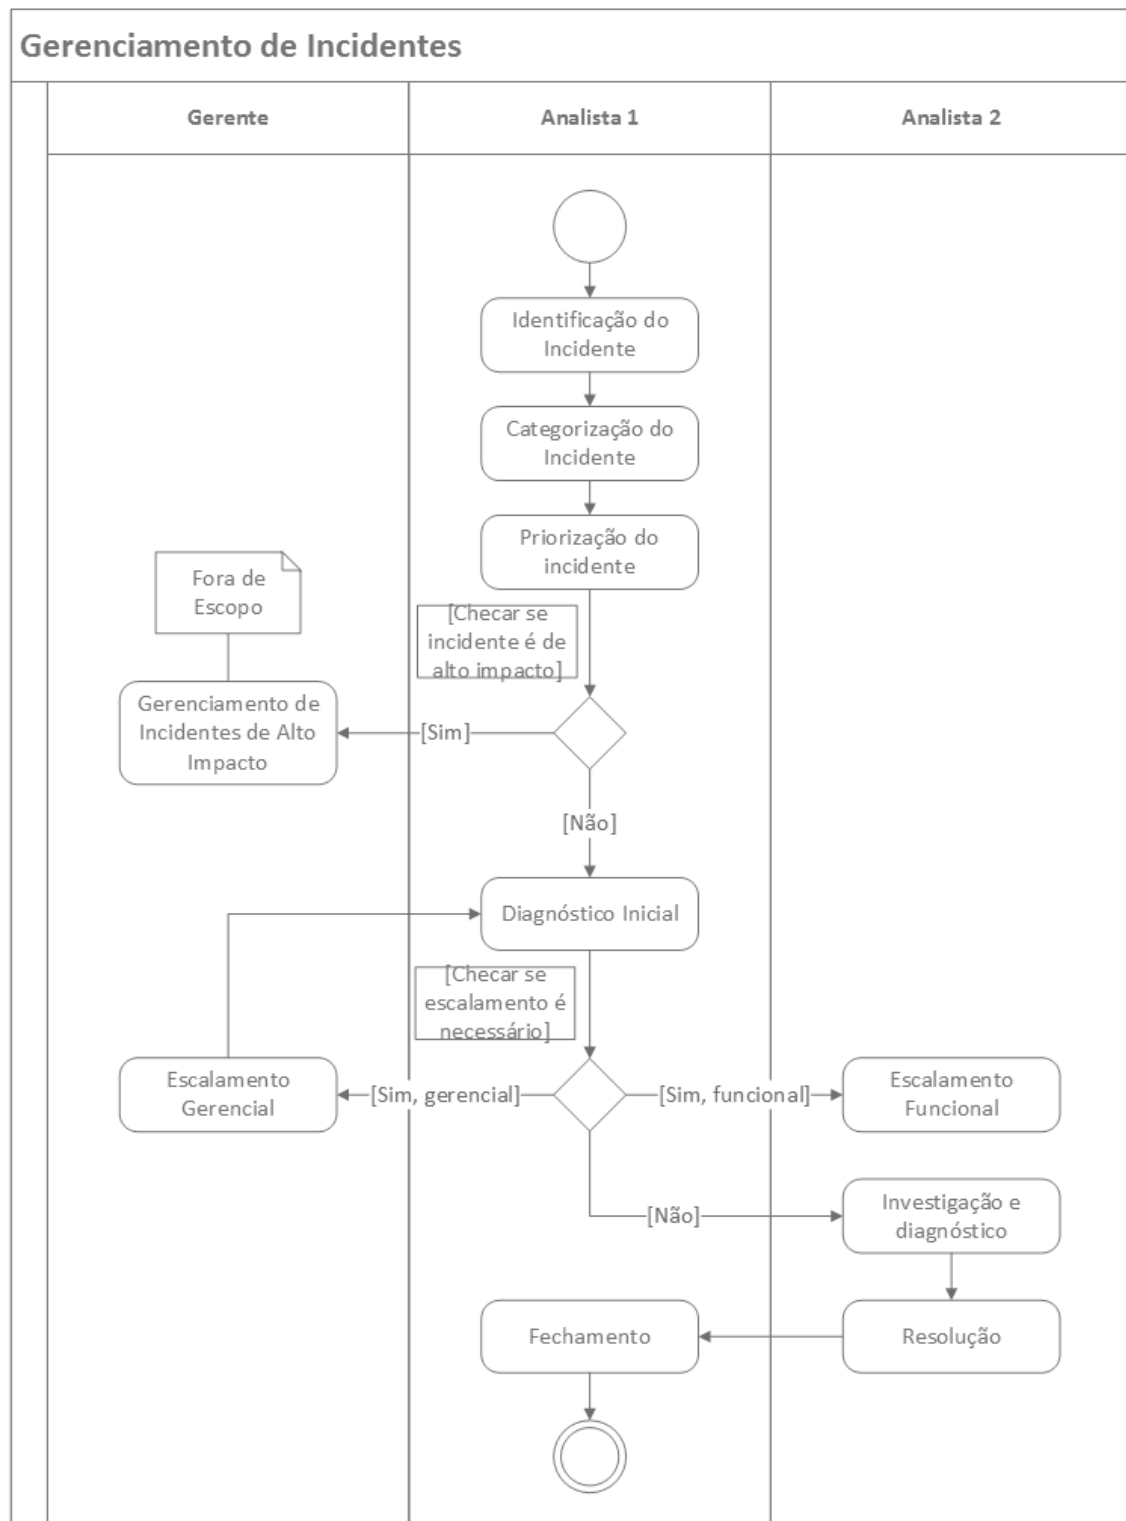 Gerenciamento de Incidentes
Gerente
Analista 1
Analista 2
Identificação do
Incidente
Categorização do
Incidente
Priorização do
incidente
Fora de
Escopo
[Checar se
incidente é de
alto impacto]
Gerenciamento de
Incidentes de Alto
Impacto
[Sim]
[Não]
Diagnóstico Inicial
[Checar se
escalamento é
necessário]
Escalamento
Gerencial
[Sim, gerencial]
[Sim, funcional]
Escalamento
Funcional
[Não]
Investigação e
diagnóstico
Fechamento
Resolução